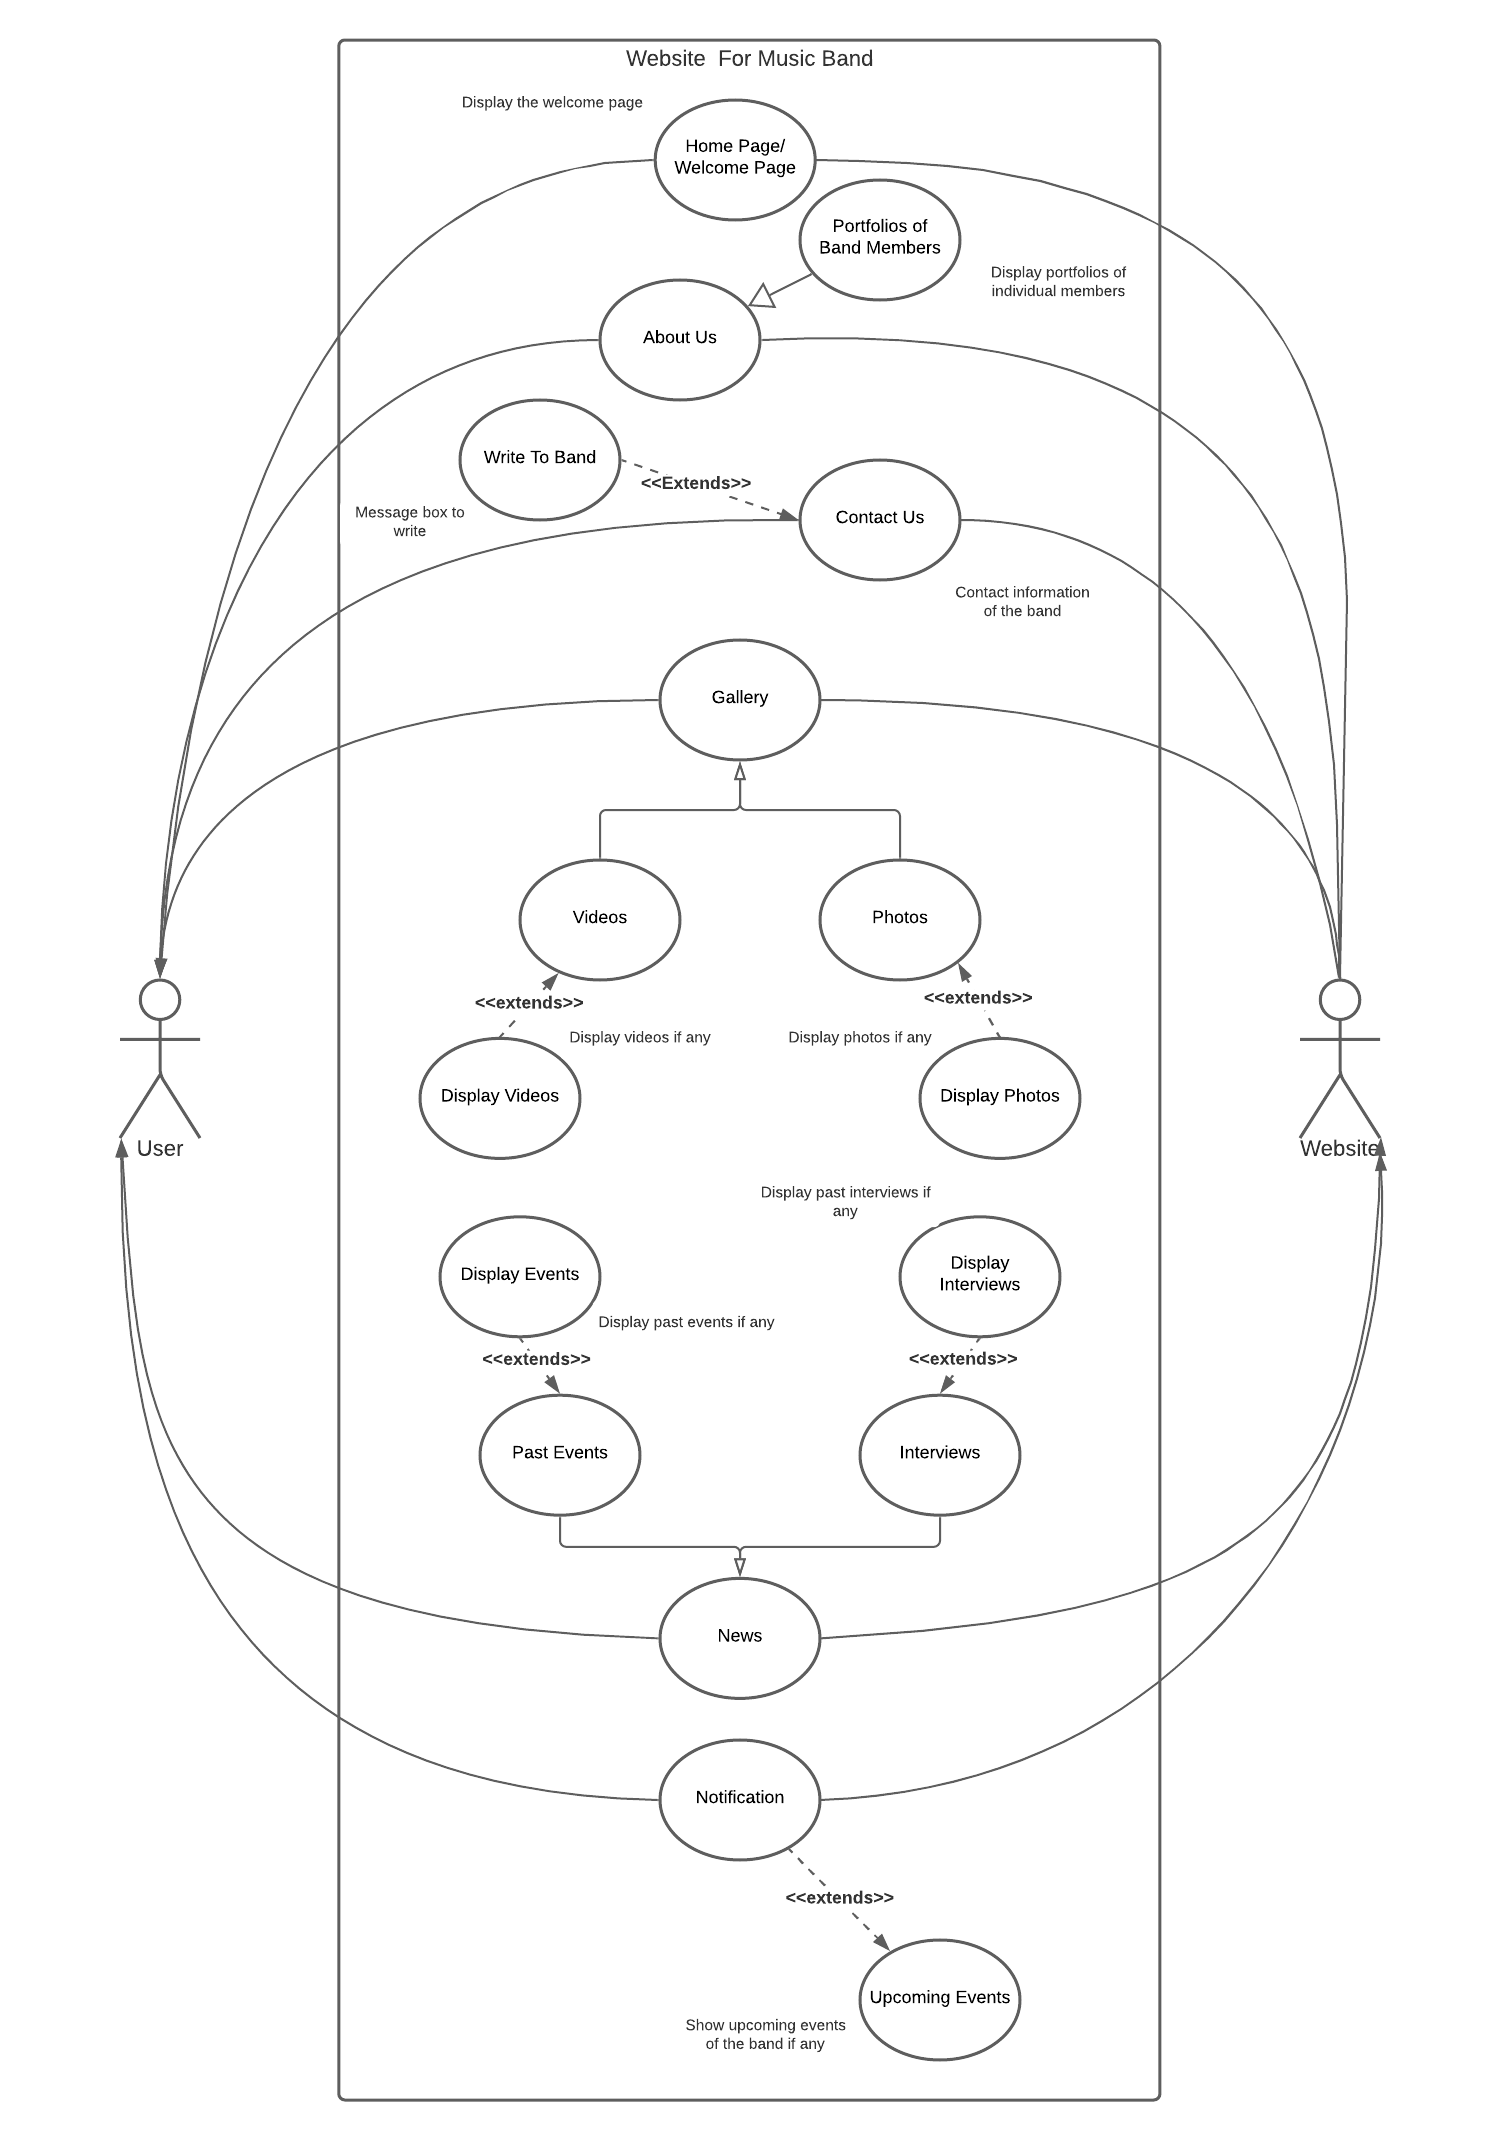 Website  For Music Band
Display the welcome page
Home Page/
Welcome Page
Portfolios of
Band Members
Display portfolios of
individual members
About Us
Write To Band
<<Extends>>
Contact Us
Message box to
write
Contact information
of the band
Gallery
Videos
Photos
<<extends>>
<<extends>>
Display videos if any
Display photos if any
Display Videos
Display Photos
User
Website
Display past interviews if
any
Display Events
Display
Interviews
Display past events if any
<<extends>>
<<extends>>
Past Events
Interviews
News
Notification
<<extends>>
Upcoming Events
Show upcoming events
of the band if any